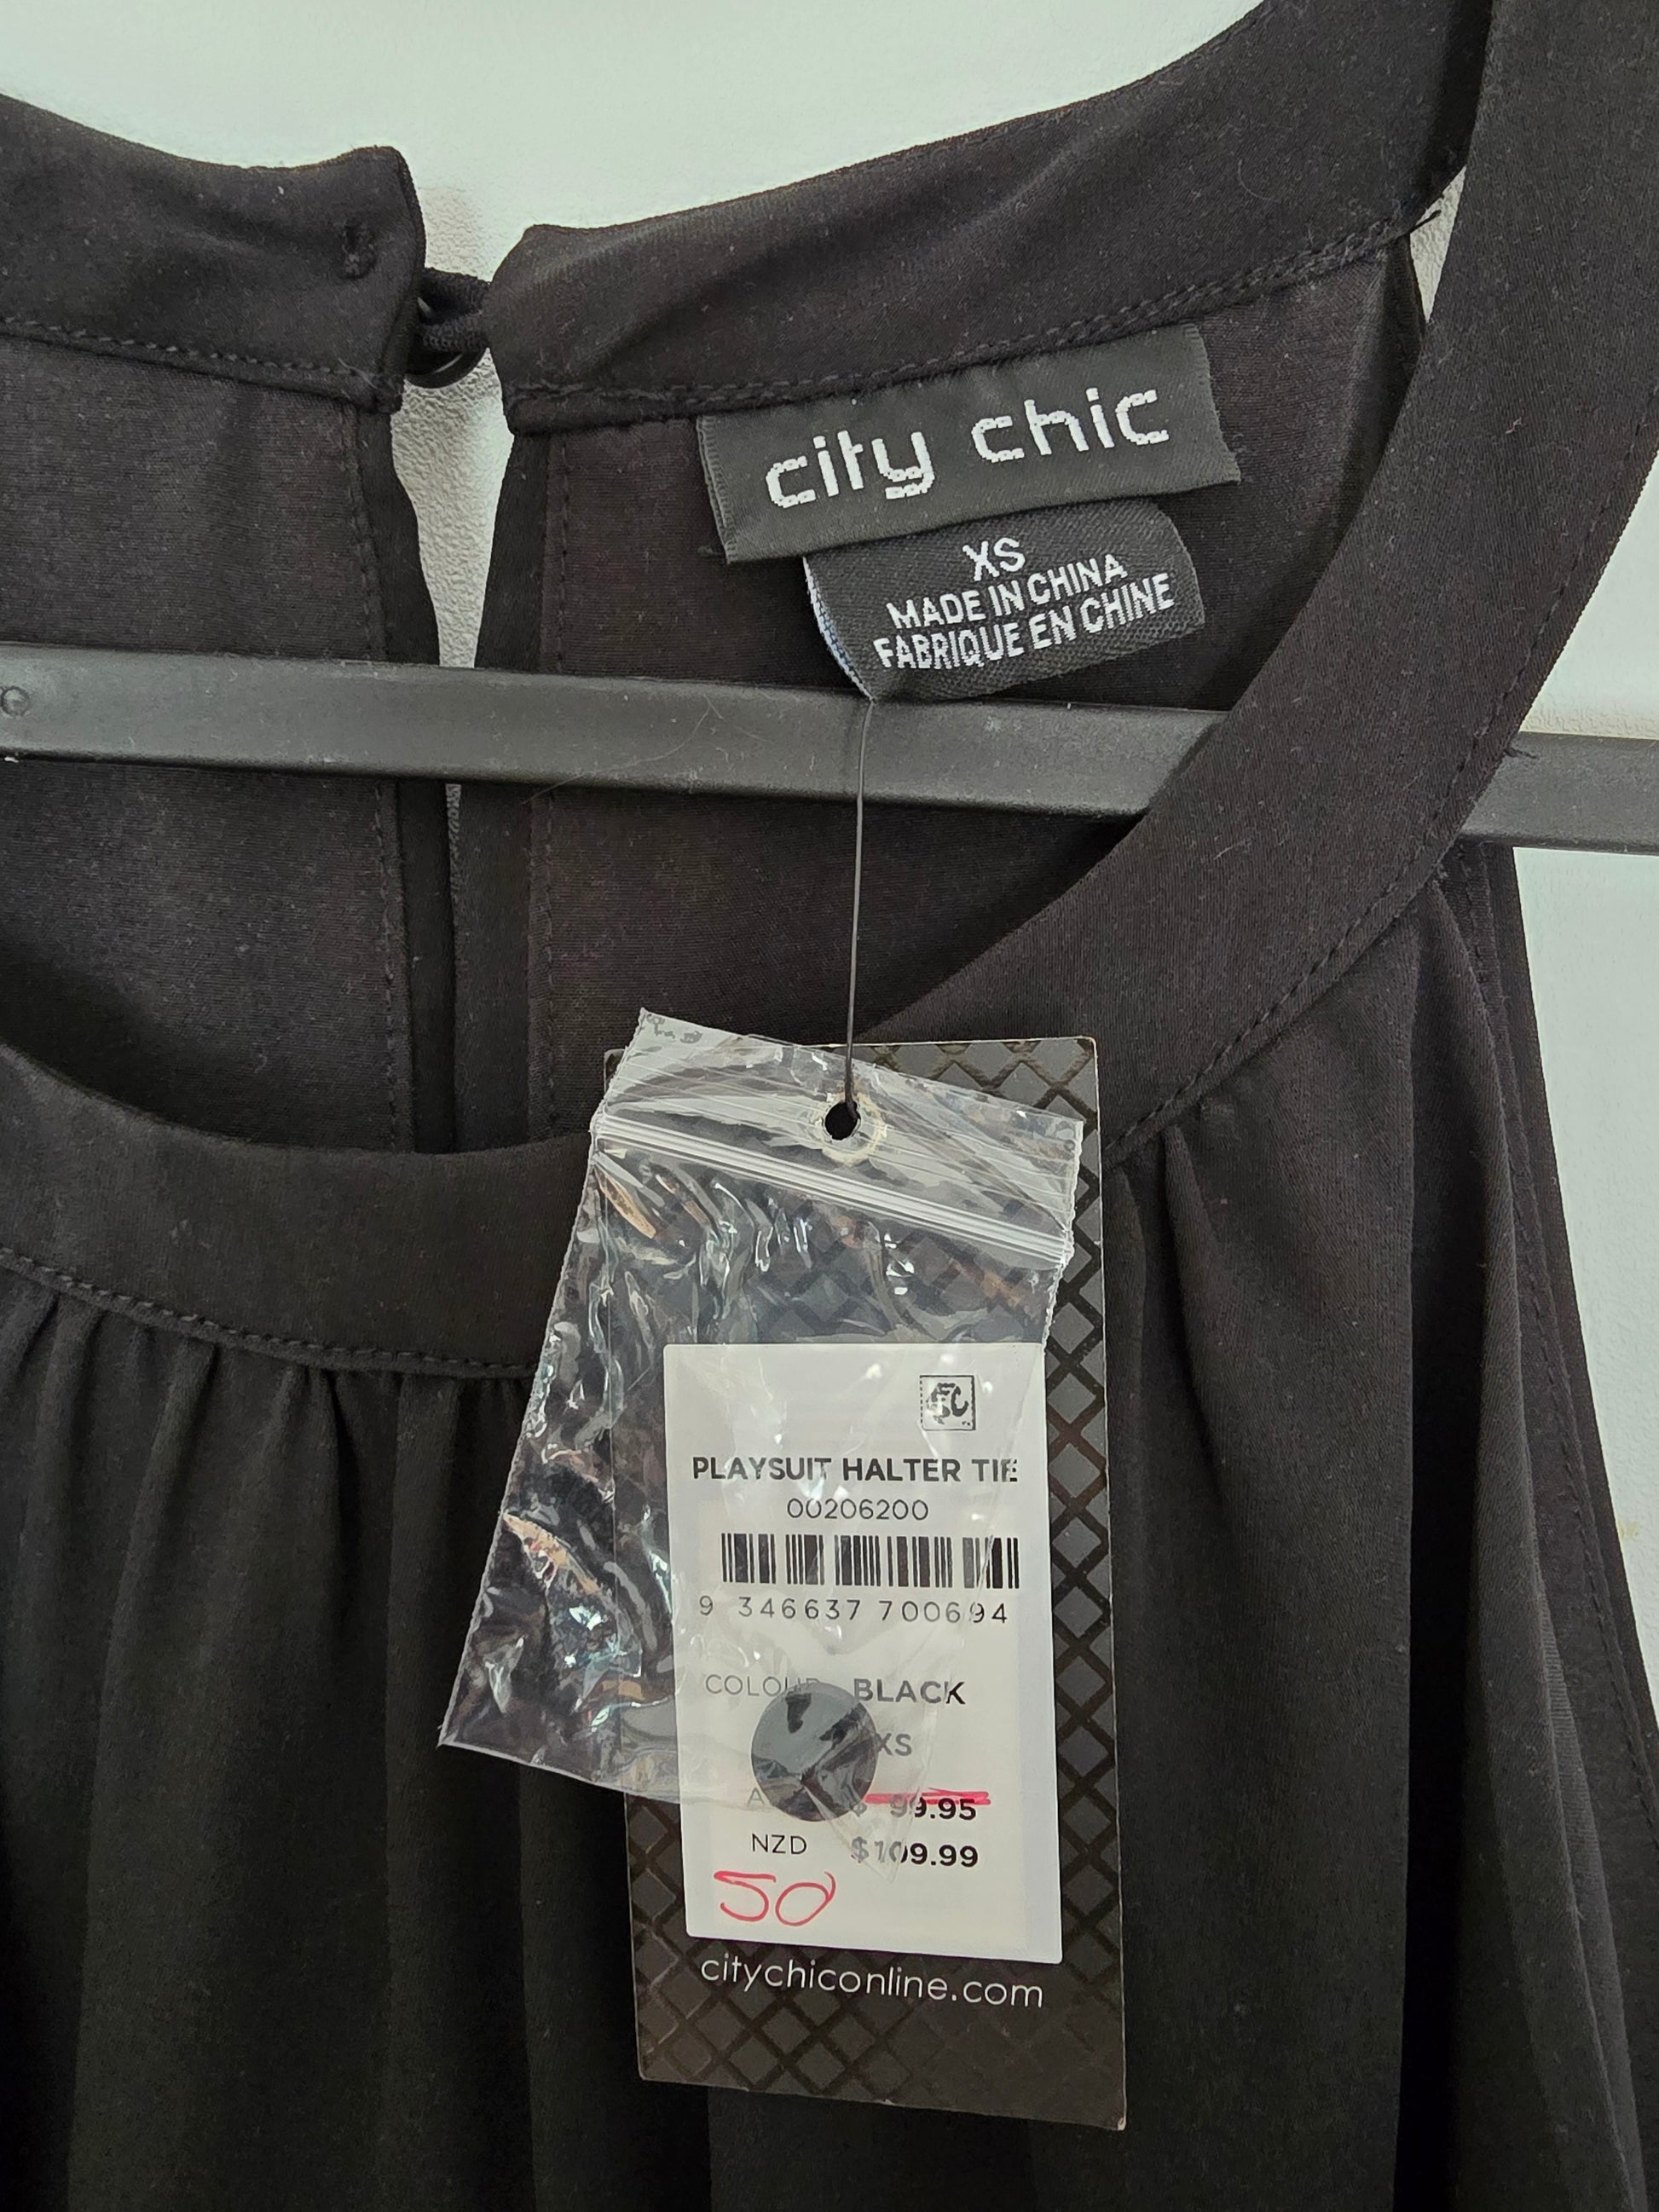 city chic
XS
MADE IN CHINA
FABRIQUE EN CHINE
PLAYSUIT HALTER TIE
00206200
9 346637 700694
COLOUR BLACK
XS
$ 99.95
NZD $109.99
50
citychiconline.com